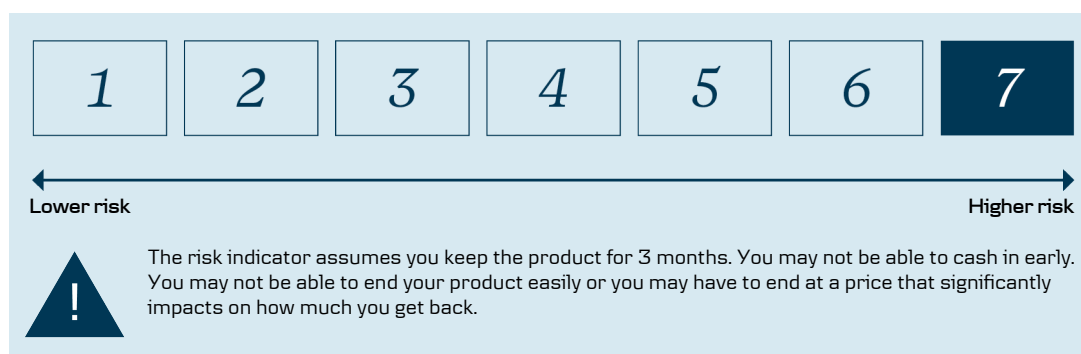 1 2 3 4 5 6 7
Lower risk Higher risk
The risk indicator assumes you keep the product for 3 months. You may not be able to cash in early.
You may not be able to end your product easily or you may have to end at a price that significantly
impacts on how much you get back.
!